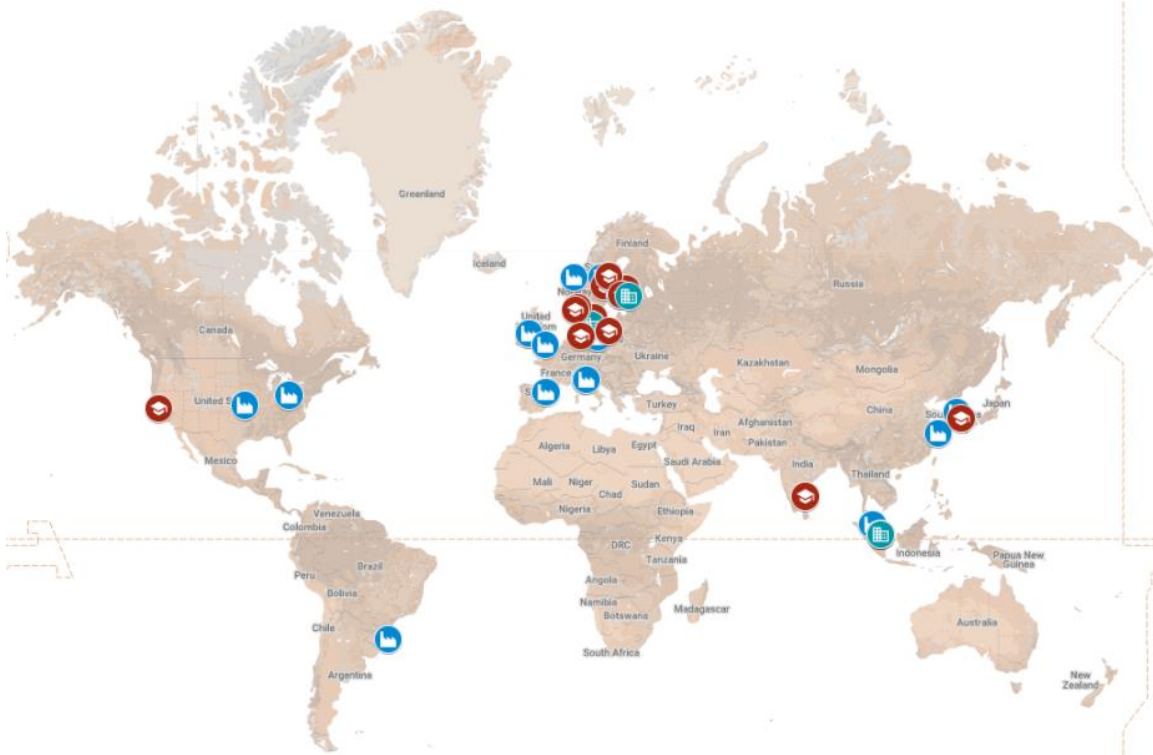 Greenland
Finland
Iceland
Russia
Canada
United
Ukraine
Germany
Kazakhstan
Mongolia
France
United S
Turkey
China
Japan
Afghanistan
Iraq
Iran
Pakistan
Algeria
Libya
Egypt
Saudi Arabia
Mexico
India
Thailand
Mali
Niger
Chad
Sudan
Nigeria
Ethiopia
Venezuela
Colombia
DRC
Kenya
Indonesia
Papua New
Guinea
Tanzania
Peru
Brazil
Bolivia
Angola
Namibia
Botswana
Madagascar
Chile
Australia
South Africa
Argentina
New
Zealand